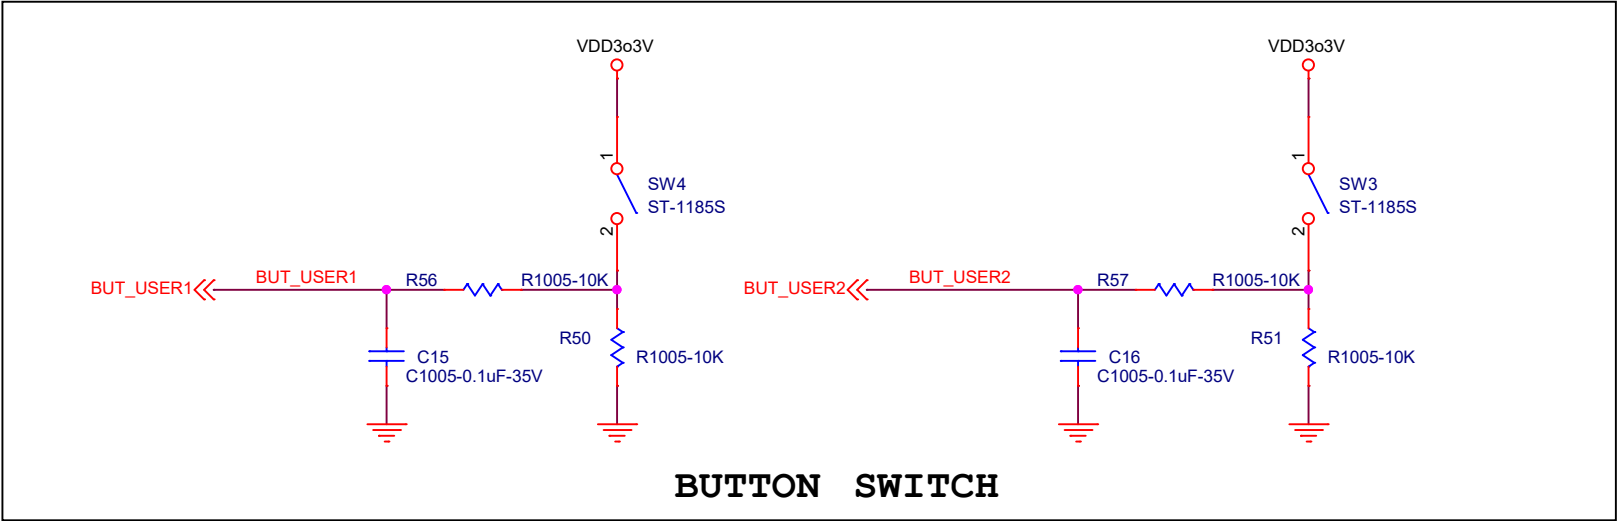 VDD3o3V
1
SW4
ST-1185S
2
BUT_USER1
BUT_USER1
R56
R1005-10K
R50
R1005-10K
C15
C1005-0.1uF-35V
VDD3o3V
1
SW3
ST-1185S
2
BUT_USER2
BUT_USER2
R57
R1005-10K
R51
R1005-10K
C16
C1005-0.1uF-35V
BUTTON SWITCH